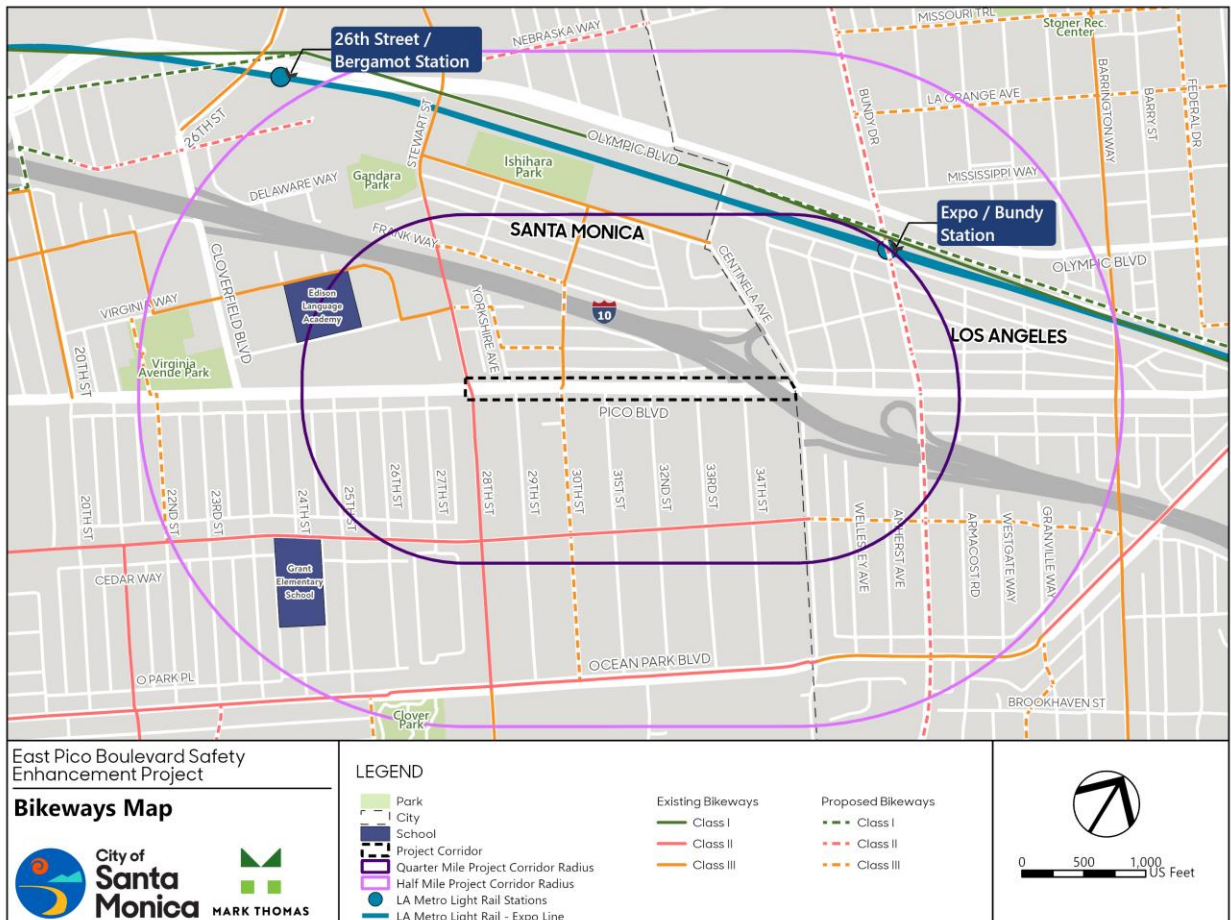 MISSOURI TRL
Stoner Rec.
Center
26th Street /
Bergamot Station
NEBRASKA WAY
LA GRANGE AVE
BUNDY DR
BARRINGTON WAY
BARRY ST
FEDERAL DR
26TH ST
STEWART ST
OLYMPIC BLVD
Ishihara
Park
Gandara
Park
DELAWARE WAY
MISSISSIPPI WAY
Expo / Bundy
Station
SANTA MONICA
FRANK WAY
CENTINELA AVE
OLYMPIC BLVD
CLOVERFIELD BLVD
Edison
Language
Academy
VIRGINIA WAY
YORKSHIRE AVE
10
LOS ANGELES
20TH ST
Virginia
Avenue Park
PICO BLVD
20TH ST
22ND ST
23RD ST
24TH ST
25TH ST
26TH ST
27TH ST
28TH ST
29TH ST
30TH ST
31ST ST
32ND ST
33RD ST
34TH ST
WELLESLEY AVE
AMHERST AVE
ARMACOST RD
WESTGATE WAY
GRANVILLE WAY
CEDAR WAY
Grant
Elementary
School
OCEAN PARK BLVD
O PARK PL
Clover
Park
BROOKHAVEN ST
East Pico Boulevard Safety
Enhancement Project
Bikeways Map
City of
Santa
Monica
MARK THOMAS
LEGEND
Park
City
School
Project Corridor
Quarter Mile Project Corridor Radius
Half Mile Project Corridor Radius
LA Metro Light Rail Stations
LA Metro Light Rail - Expo Line
Existing Bikeways
Class I
Class II
Class III
Proposed Bikeways
Class I
Class II
Class III
0 500 1,000
US Feet